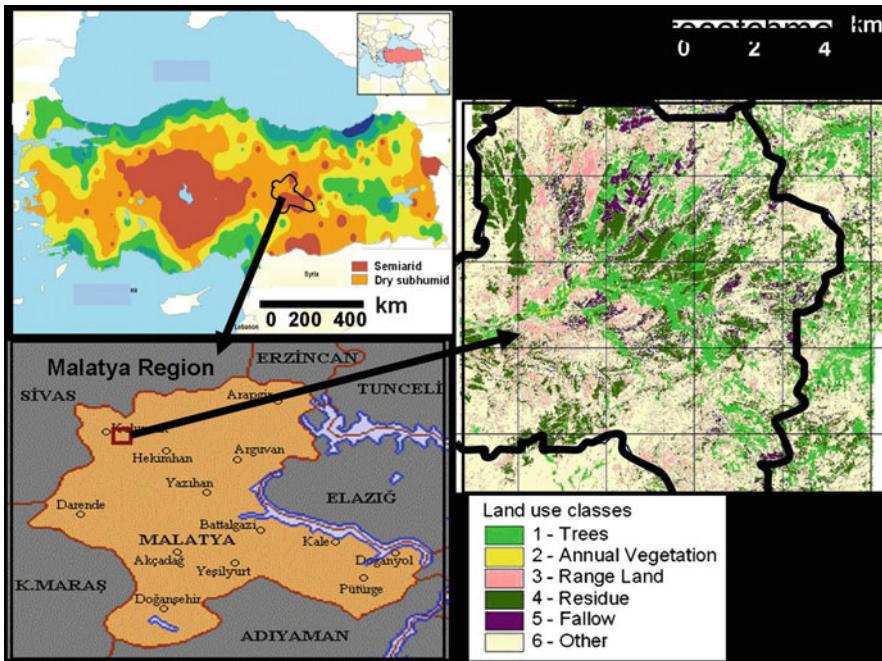 km
0 2 4
Syria
Semiarid
Dry subhumid
km
0 200 400
Lebanon
Malatya Region
ERZİNCAN
SİVAS
TUNCELİ
Arapgir
Hekimhan
Arguvan
Yazıhan
ELAZIĞ
Darende
Battalgazi
MALATYA
Kale
Doğanyol
Akçadağ
Yeşilyurt
Pütürge
K.MARAŞ
Doğanşehir
ADIYAMAN
Land use classes
1 - Trees
2 - Annual Vegetation
3 - Range Land
4 - Residue
5 - Fallow
6 - Other